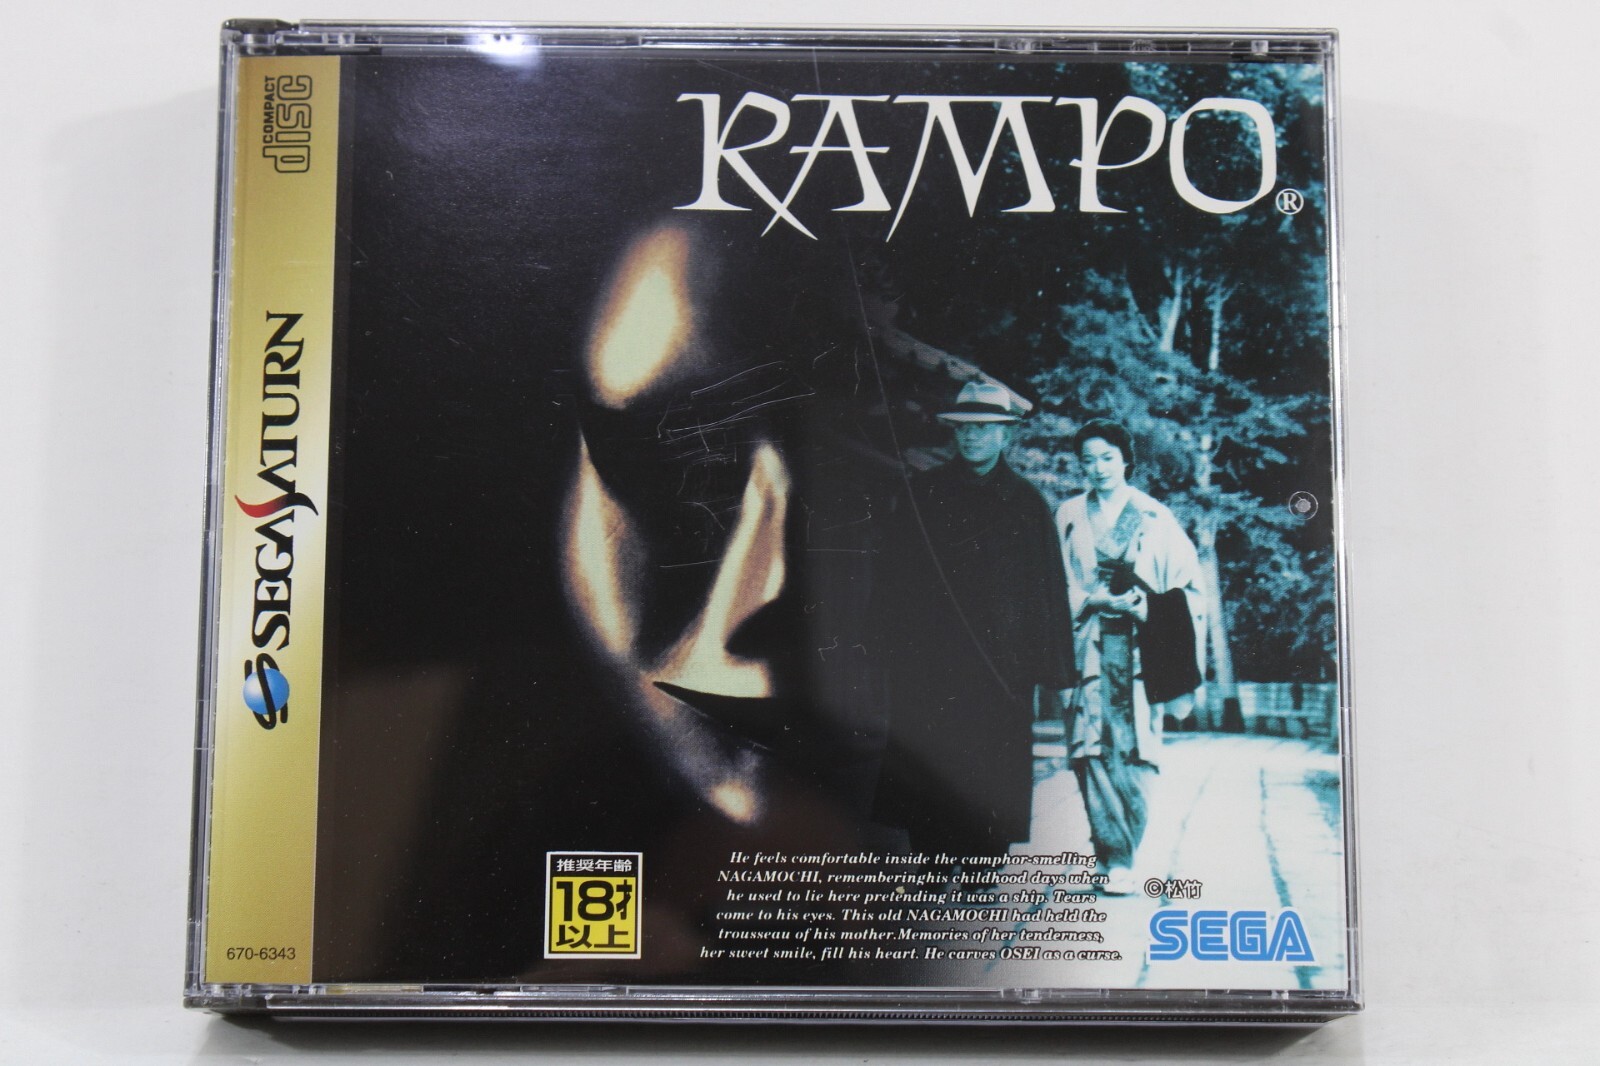 COMPACT
disc
SEGA SATURN
670-6343
RAMPO®
推奨年齢
18才
以上
He feels comfortable inside the camphor-smelling
NAGAMOCHI, rememberinghis childhood days when
he used to lie here pretending it was a ship. Tears
come to his eyes. This old NAGAMOCHI had held the
trousseau of his mother.Memories of her tenderness,
her sweet smile, fill his heart. He carves OSEI as a curse.
©松竹
SEGA